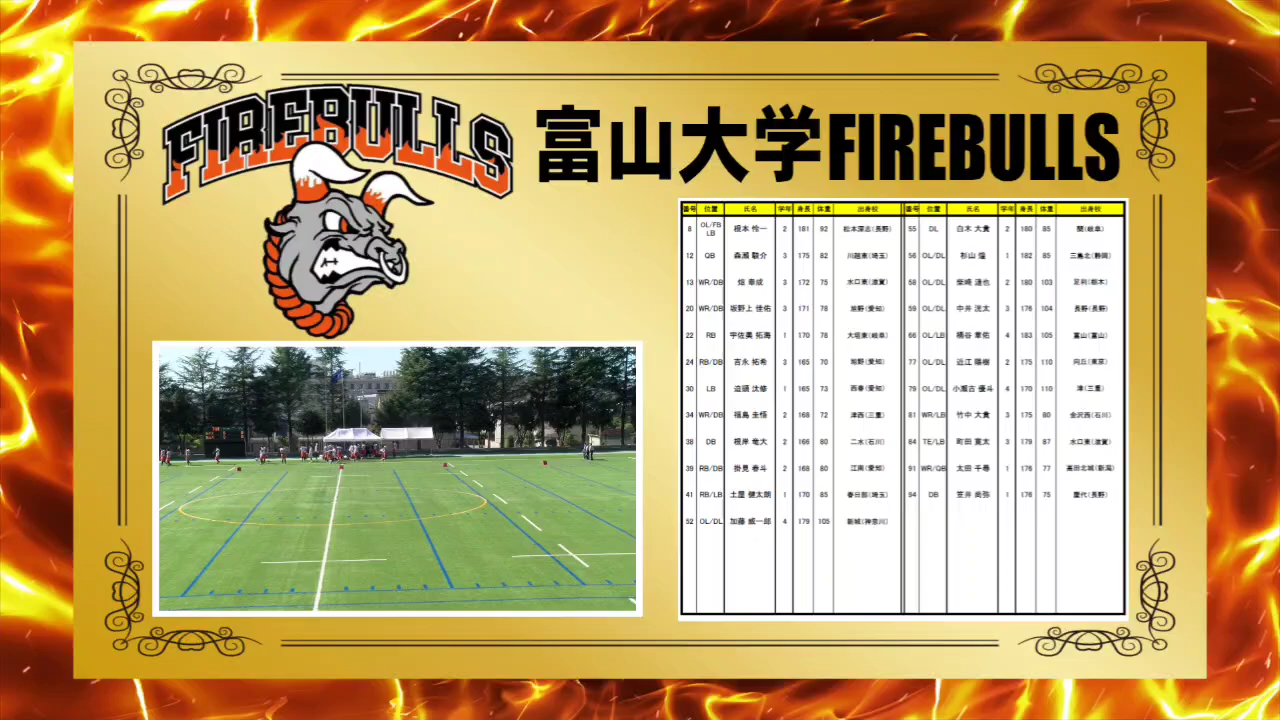 FIREBULLS
富山大学FIREBULLS
番号 位置 氏名 学年 身長 体重 出身校 番号 位置 氏名 学年 身長 体重 出身校
8 OL/FB LB 根本 怜一 2 181 92 松本深志(長野) 55 DL 白木 大貴 2 180 85 関(岐阜)
12 QB 森瀬 駿介 3 175 82 川越東(埼玉) 56 OL/DL 杉山 1 182 85 三島北(静岡)
13 WR/DB 畑 3 172 75 水口東(滋賀) 58 OL/DL 柴崎 達也 2 180 103 足利(栃木)
20 WR/DB 坂野上 佳佑 3 171 78 旭野(愛知) 59 OL/DL 中井 洸太 3 176 104 長野(長野)
22 RB 宇佐美 拓海 1 170 78 大垣東(岐阜) 66 OL/LB 桶谷 章佑 4 183 105 富山(富山)
24 RB/DB 吉永 拓希 3 165 70 旭野(愛知) 77 OL/DL 近江 陽樹 2 175 110 向丘(東京)
30 LB 1 165 73 西春(愛知) 79 OL/DL 小瀬古 優斗 4 170 110 津(三重)
34 WR/DB 福島 圭悟 2 168 72 津西(三重) 81 WR/LB 竹中 大貴 3 175 80 金沢西(石川)
38 DB 根岸 竜大 2 166 80 二水(石川) 84 TE/LB 町田 寛太 3 179 87 水口東(滋賀)
39 RB/DB 掛見 泰斗 2 168 80 江南(愛知) 91 WR/QB 太田 千尋 1 176 77 高田北城(新潟)
41 RB/LB 土屋 健太朗 1 170 85 春日部(埼玉) 94 DB 笠井 尚弥 1 176 75 屋代(長野)
52 OL/DL 加藤 威一郎 4 179 105 新城(神奈川)